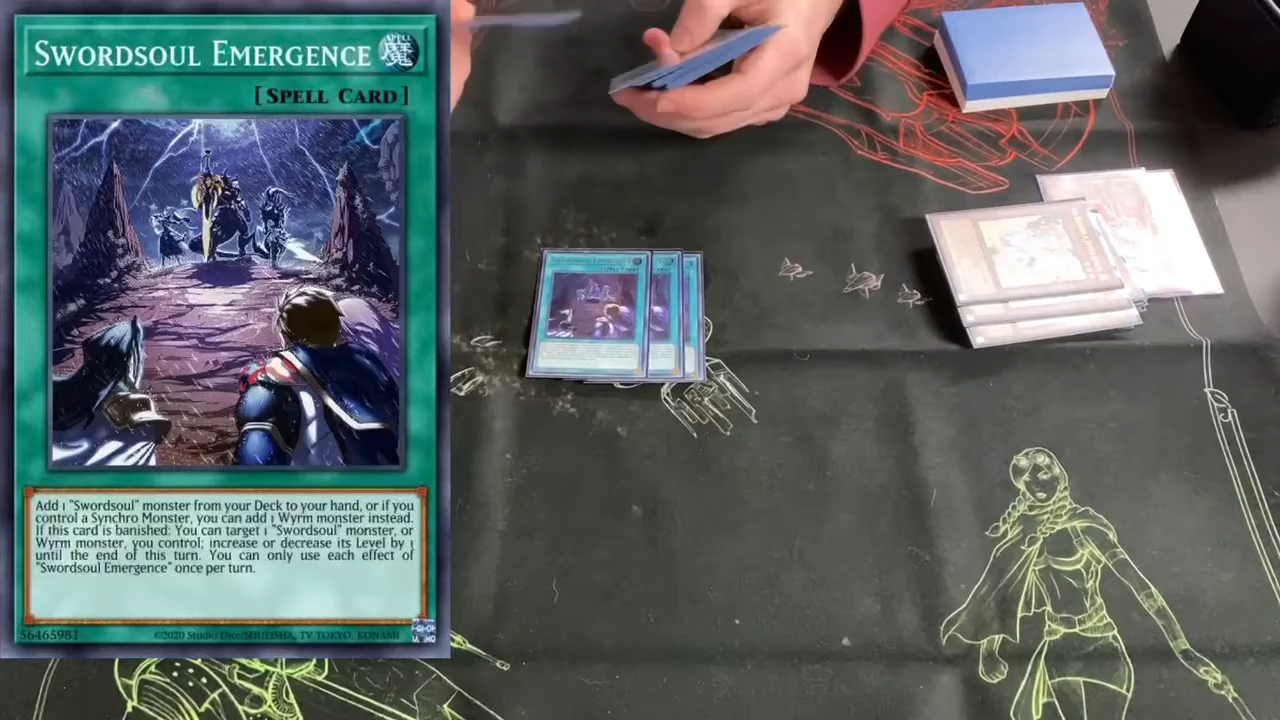 SWORDSOUL EMERGENCE
[SPELL CARD]
Add 1 "Swordsoul" monster from your Deck to your hand, or if you
control a Synchro Monster, you can add 1 Wyrm monster instead.
If this card is banished: You can target 1 "Swordsoul" monster, or
Wyrm monster, you control; increase or decrease its Level by 1
until the end of this turn. You can only use each effect of
"Swordsoul Emergence" once per turn.
56465981
©2020 Studio Dice/SHUEISHA, TV TOKYO, KONAMI
SWORDSOUL EMERGENCE